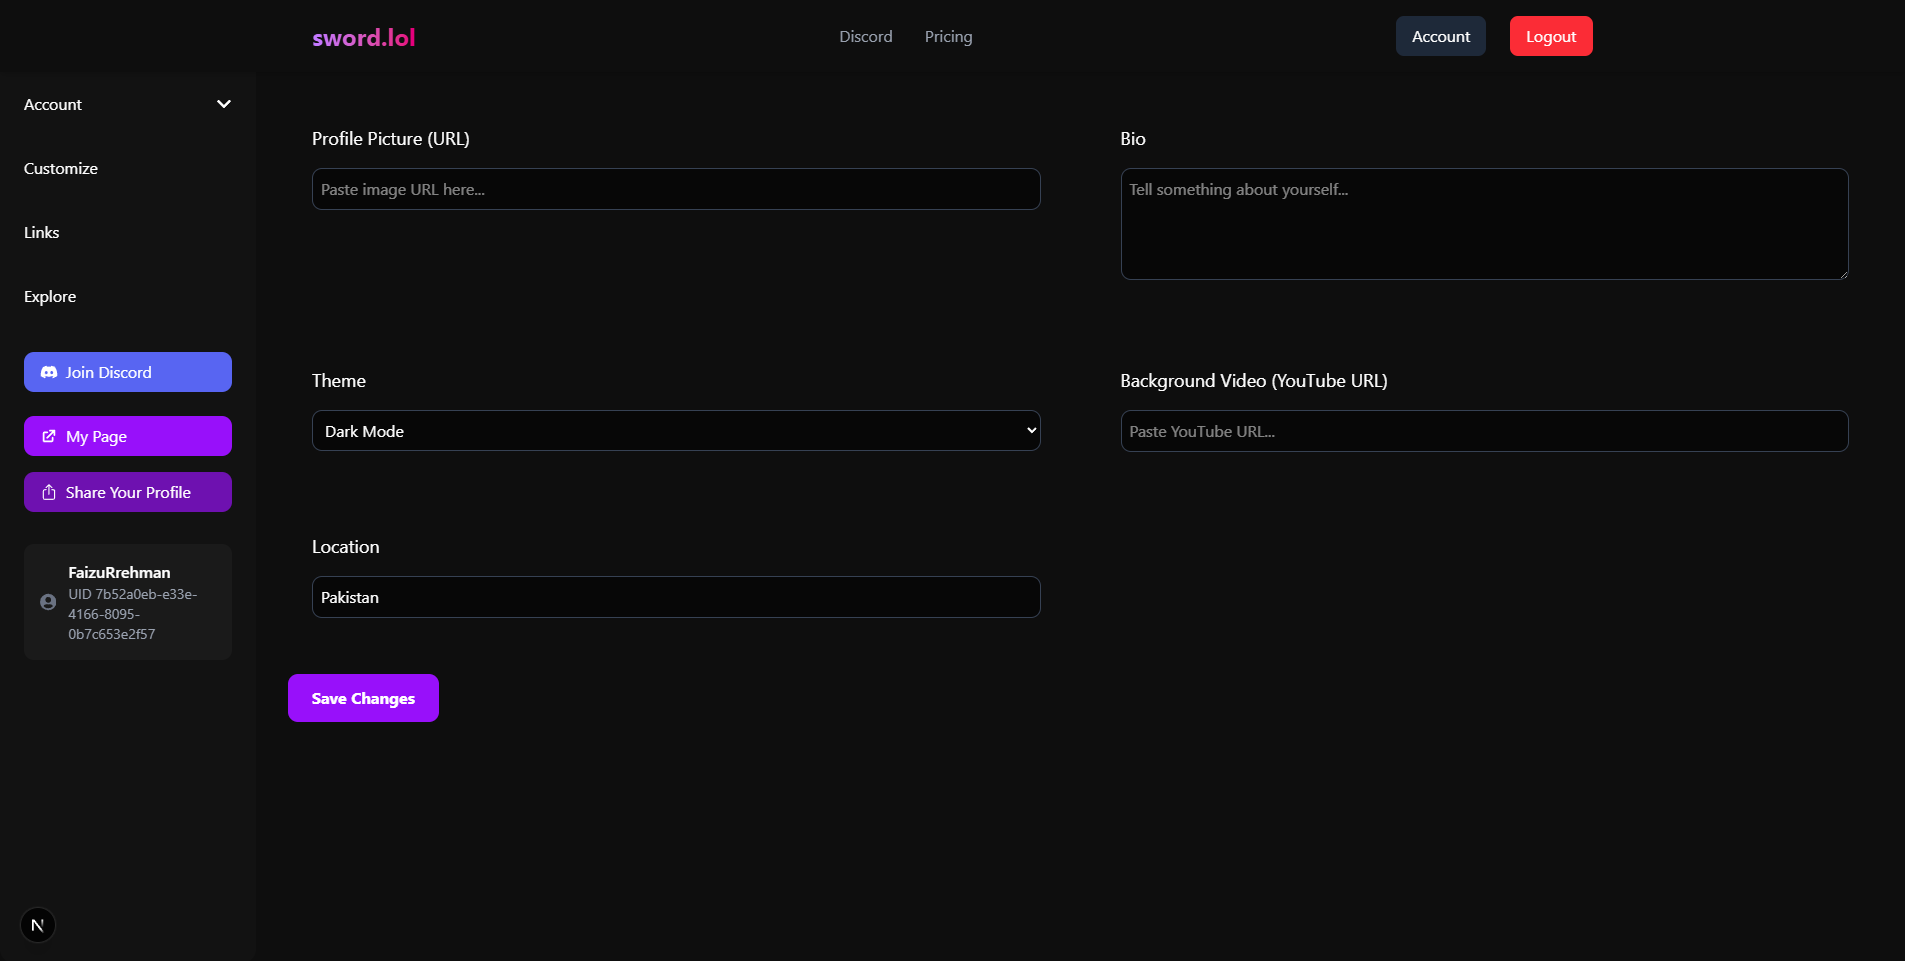 sword.lol
Discord
Pricing
Account
Logout
Account
Customize
Links
Explore
Join Discord
My Page
Share Your Profile
FaizuRrehman
UID 7b52a0eb-e33e-
4166-8095-
0b7c653e2f57
N
Profile Picture (URL)
Paste image URL here...
Bio
Tell something about yourself...
Theme
Dark Mode
Background Video (YouTube URL)
Paste YouTube URL...
Location
Pakistan
Save Changes